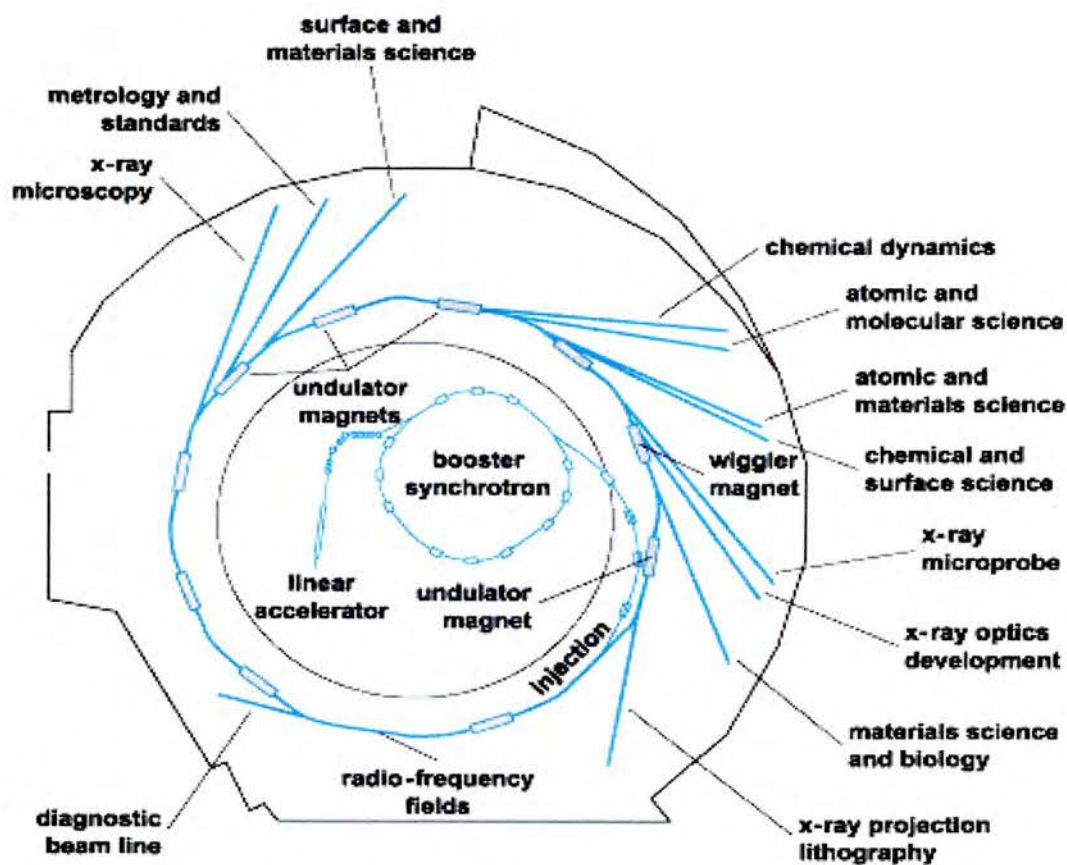 surface and
materials science
metrology and
standards
x-ray
microscopy
chemical dynamics
atomic and
molecular science
undulator
magnets
atomic and
materials science
booster
synchrotron
wiggler
magnet
chemical and
surface science
linear
accelerator
undulator
magnet
x-ray
microprobe
injection
x-ray optics
development
materials science
and biology
radio-frequency
fields
diagnostic
beam line
x-ray projection
lithography